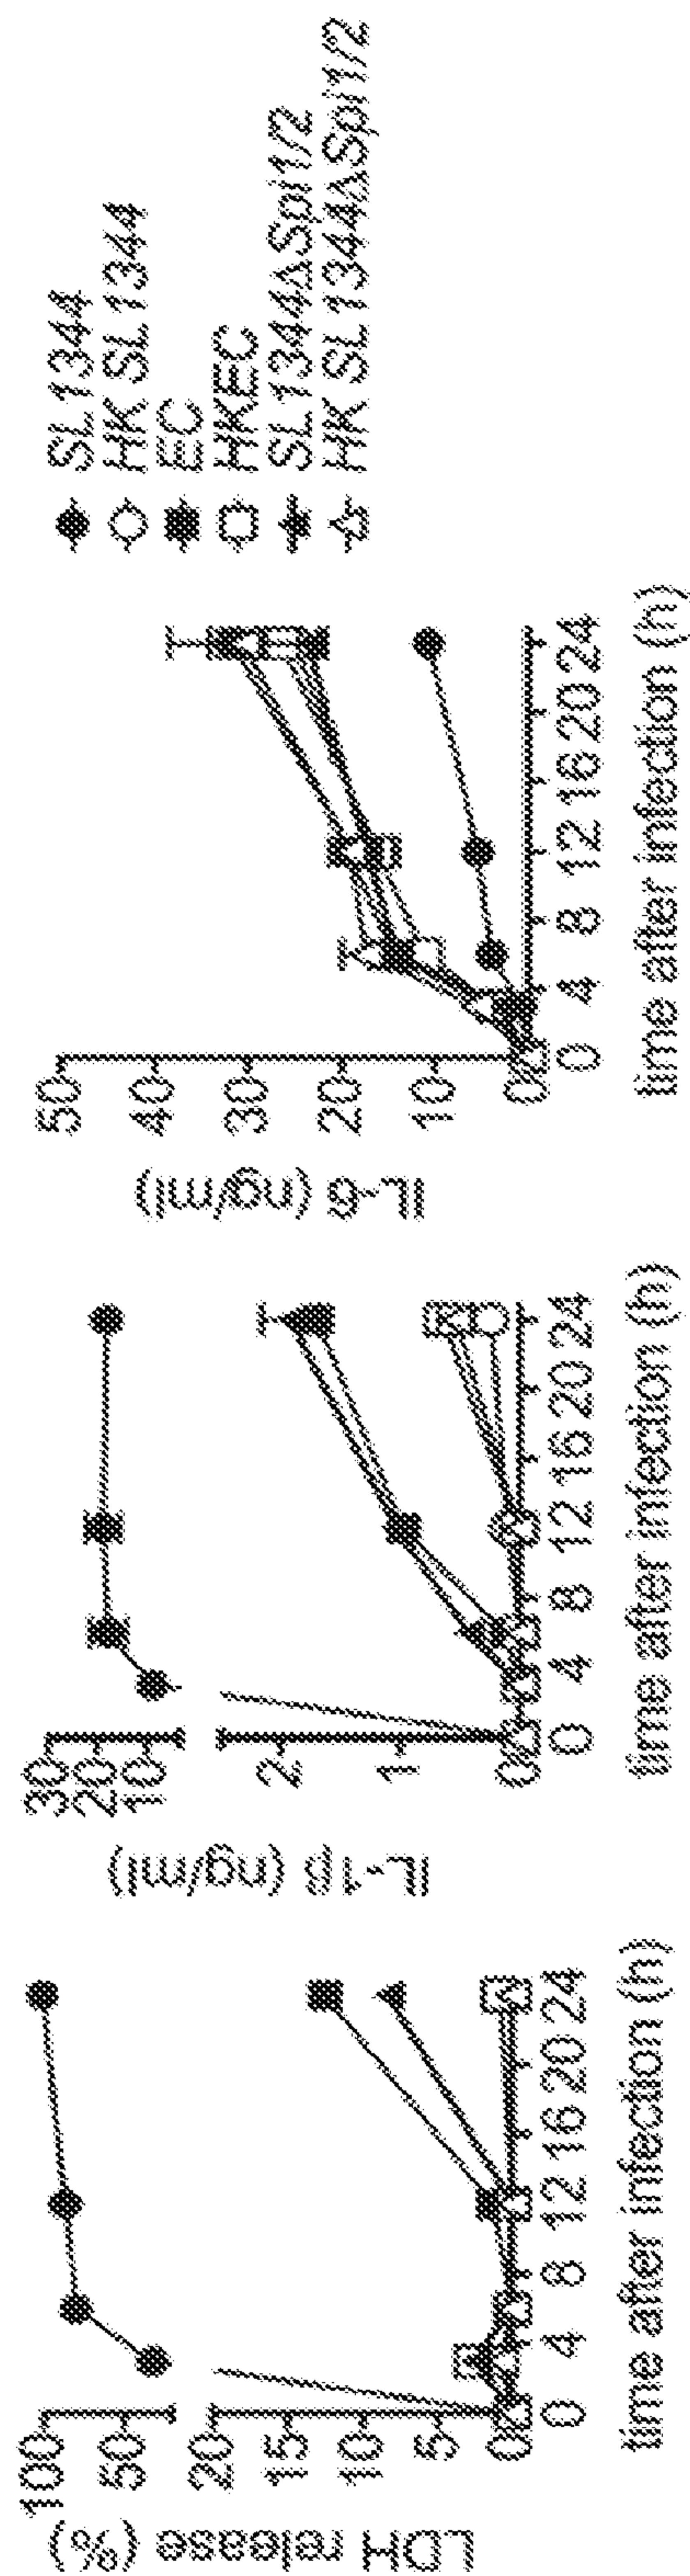 LDH release
(%)
100
50
20
15
10
5
0
0 4 8 12 16 20 24
time after infection (h)
IL-1β (ng/ml)
30
20
10
2
1
0
0 4 8 12 16 20 24
time after infection (h)
IL-6 (ng/ml)
50
40
30
20
10
0
0 4 8 12 16 20 24
time after infection (h)
SL1344
HK SL1344
EC
HKEC
SL1344ΔSpi1/2
HK SL1344ΔSpi1/2